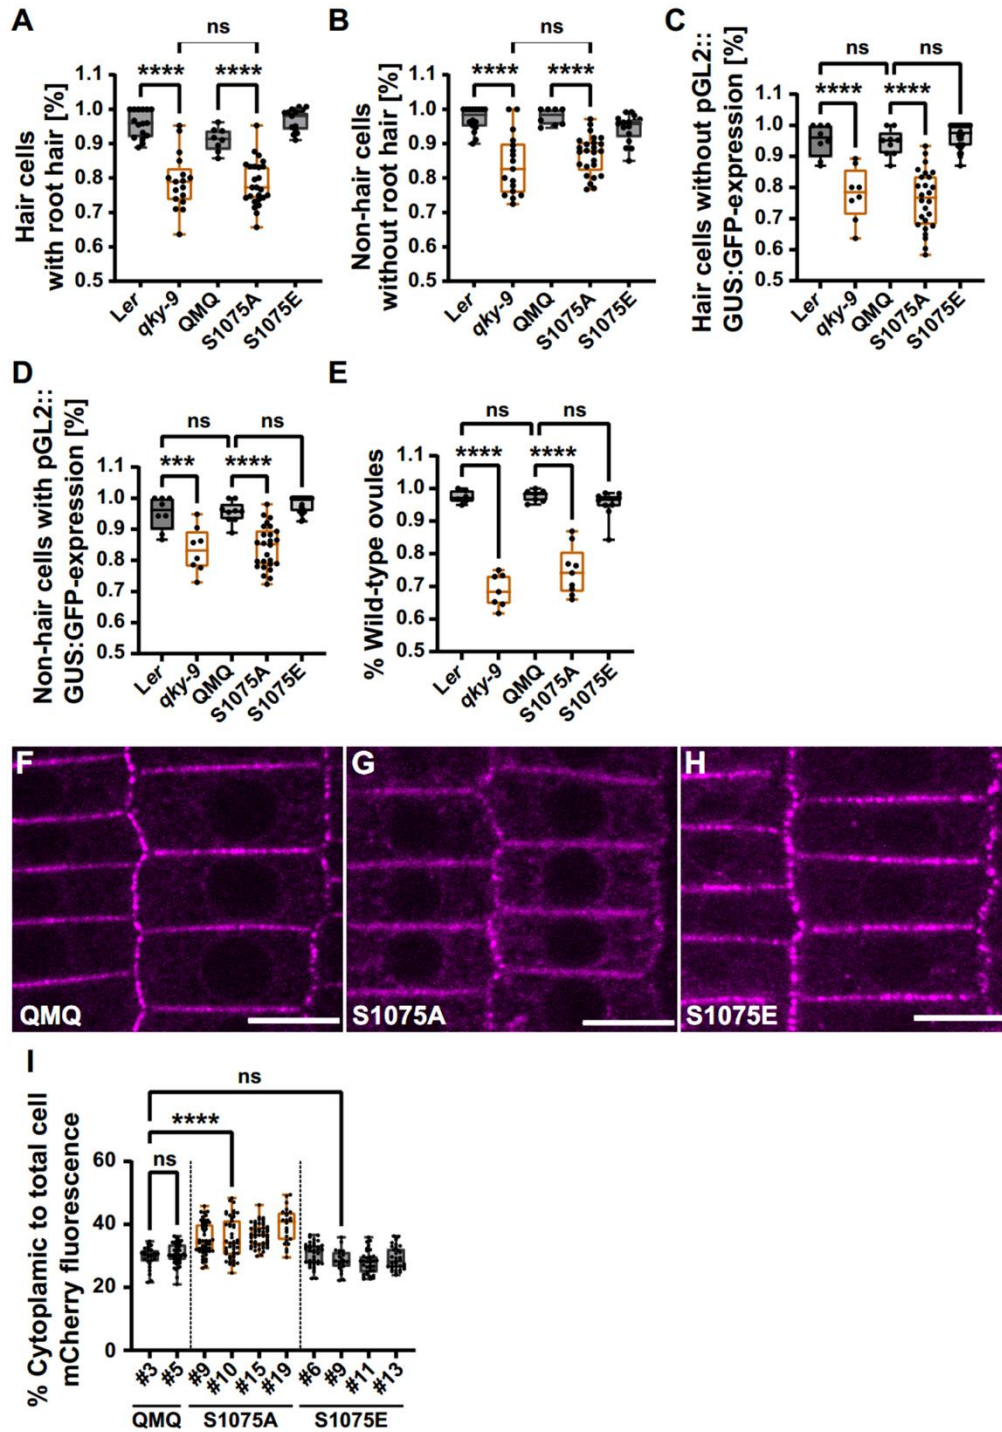 A
ns
****
****
Hair cells
with root hair [%]
1.1
1.0
0.9
0.8
0.7
0.6
0.5
Ler
qky-9
QMQ
S1075A
S1075E
B
ns
****
****
Non-hair cells
without root hair [%]
1.1
1.0
0.9
0.8
0.7
0.6
0.5
Ler
qky-9
QMQ
S1075A
S1075E
C
ns
ns
****
****
Hair cells without pGL2::
GUS:GFP-expression [%]
1.1
1.0
0.9
0.8
0.7
0.6
0.5
Ler
qky-9
QMQ
S1075A
S1075E
D
ns
ns
***
****
Non-hair cells with pGL2::
GUS:GFP-expression [%]
1.1
1.0
0.9
0.8
0.7
0.6
0.5
Ler
qky-9
QMQ
S1075A
S1075E
E
ns
ns
****
****
% Wild-type ovules
1.1
1.0
0.9
0.8
0.7
0.6
0.5
Ler
qky-9
QMQ
S1075A
S1075E
F
QMQ
G
S1075A
H
S1075E
I
ns
****
ns
% Cytoplamic to total cell
mCherry fluorescence
60
40
20
0
#3
#5
#9
#10
#15
#19
#6
#9
#11
#13
QMQ
S1075A
S1075E